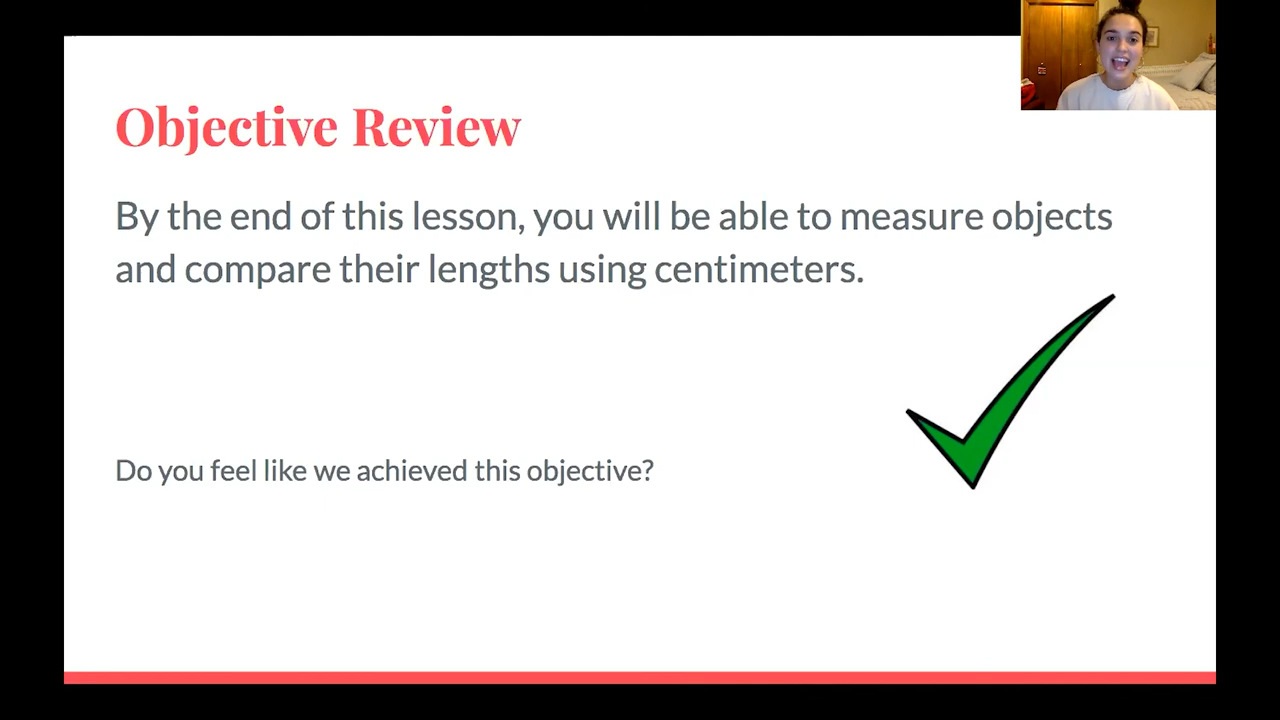 Objective Review
By the end of this lesson, you will be able to measure objects
and compare their lengths using centimeters.
Do you feel like we achieved this objective?